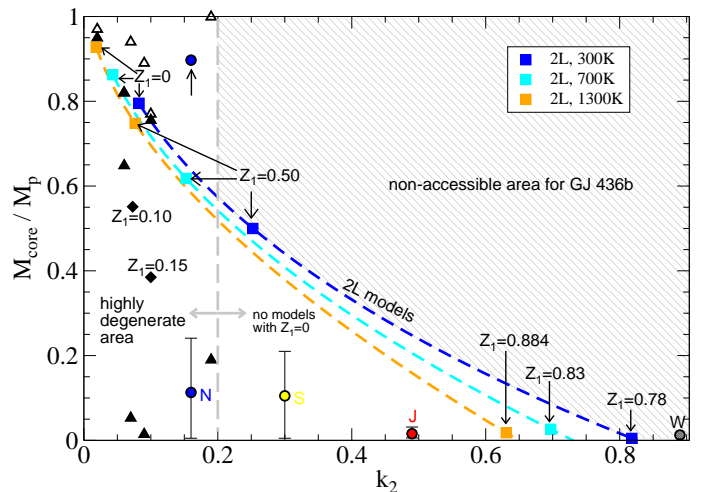 1
0.8
0.6
0.4
0.2
0
M_core / M_p
0
0.2
0.4
0.6
0.8
k_2
2L, 300K
2L, 700K
2L, 1300K
Z_1=0
Z_1=0.50
non-accessible area for GJ 436b
Z_1=0.10
Z_1=0.15
2L models
highly
degenerate
area
no models
with Z_1=0
Z_1=0.884
Z_1=0.83
Z_1=0.78
N
S
J
W